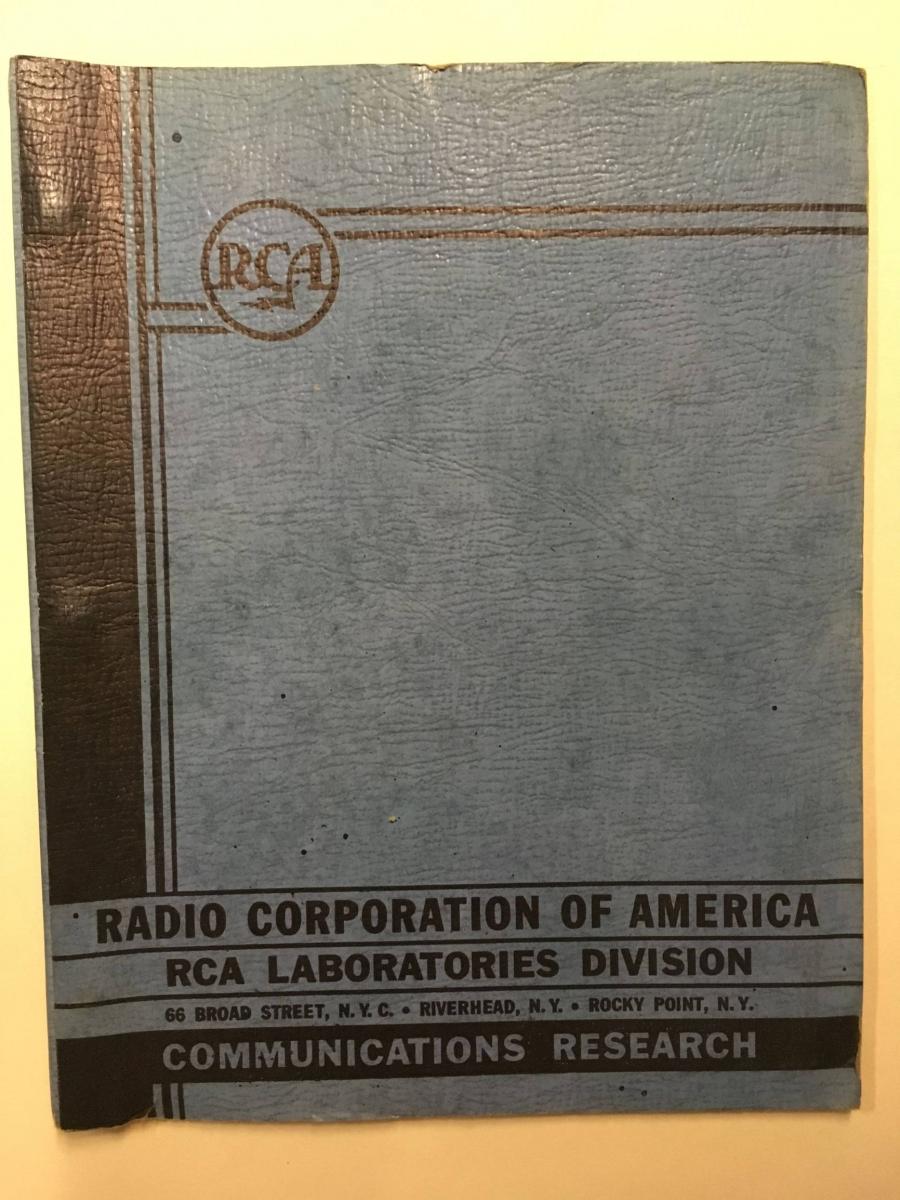 RCA
RADIO CORPORATION OF AMERICA
RCA LABORATORIES DIVISION
66 BROAD STREET, N.Y.C. • RIVERHEAD, N.Y. • ROCKY POINT, N.Y.
COMMUNICATIONS RESEARCH